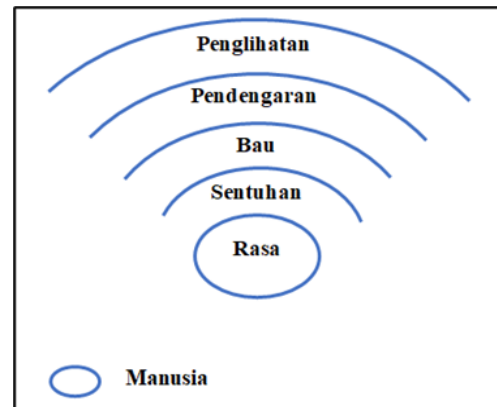 Penglihatan
Pendengaran
Bau
Sentuhan
Rasa
Manusia